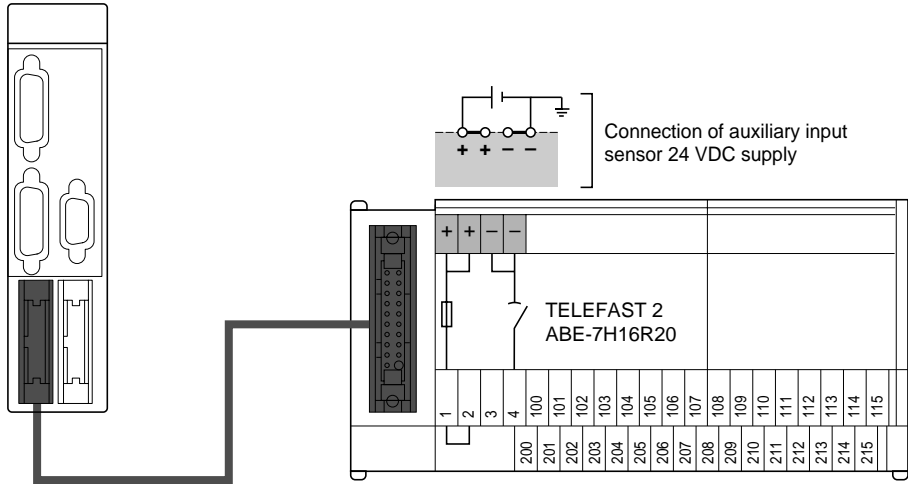 Connection of auxiliary input
sensor 24 VDC supply
+ + – –
+ + – –
TELEFAST 2
ABE-7H16R20
1 2 3 4 100 101 102 103 104 105 106 107 108 109 110 111 112 113 114 115
200 201 202 203 204 205 206 207 208 209 210 211 212 213 214 215